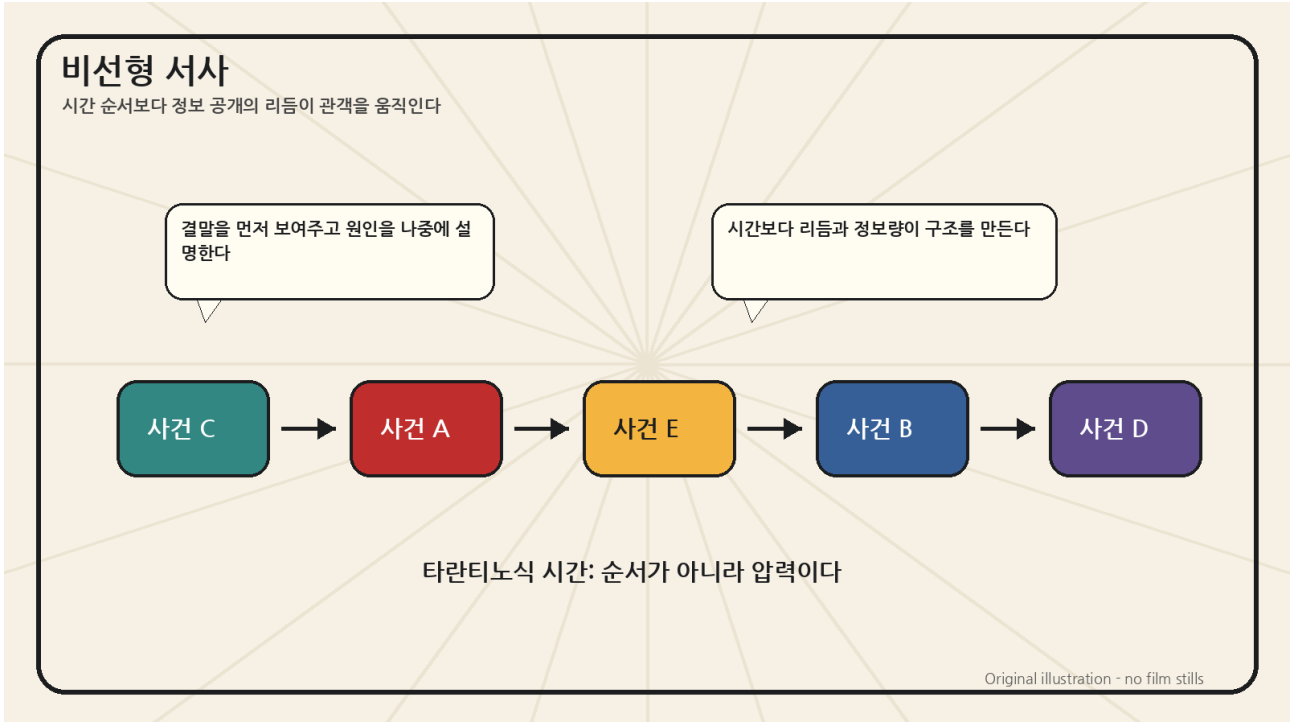 비선형 서사
시간 순서보다 정보 공개의 리듬이 관객을 움직인다
결말을 먼저 보여주고 원인을 나중에 설
명한다
시간보다 리듬과 정보량이 구조를 만든다
사건 C
사건 A
사건 E
사건 B
사건 D
타란티노식 시간: 순서가 아니라 압력이다
Original illustration - no film stills